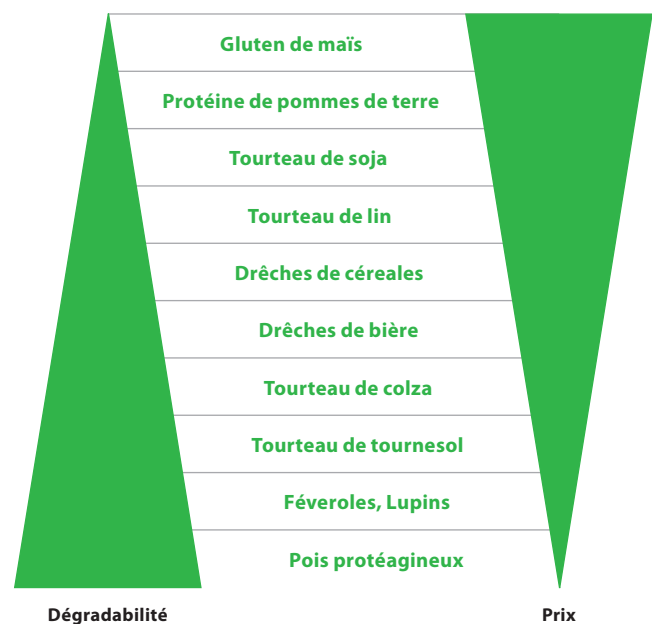 Gluten de maïs
Protéine de pommes de terre
Tourteau de soja
Tourteau de lin
Drêches de céreales
Drêches de bière
Tourteau de colza
Tourteau de tournesol
Féveroles, Lupins
Pois protéagineux
Dégradabilité
Prix